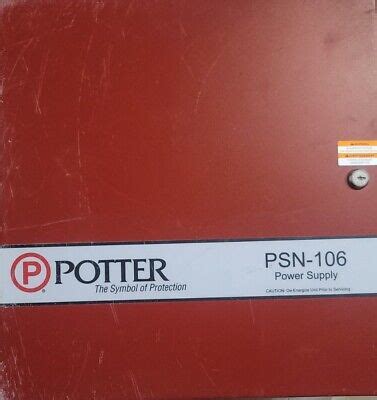 P POTTER
The Symbol of Protection
PSN-106
Power Supply
CAUTION: De-Energize Unit Prior to Servicing